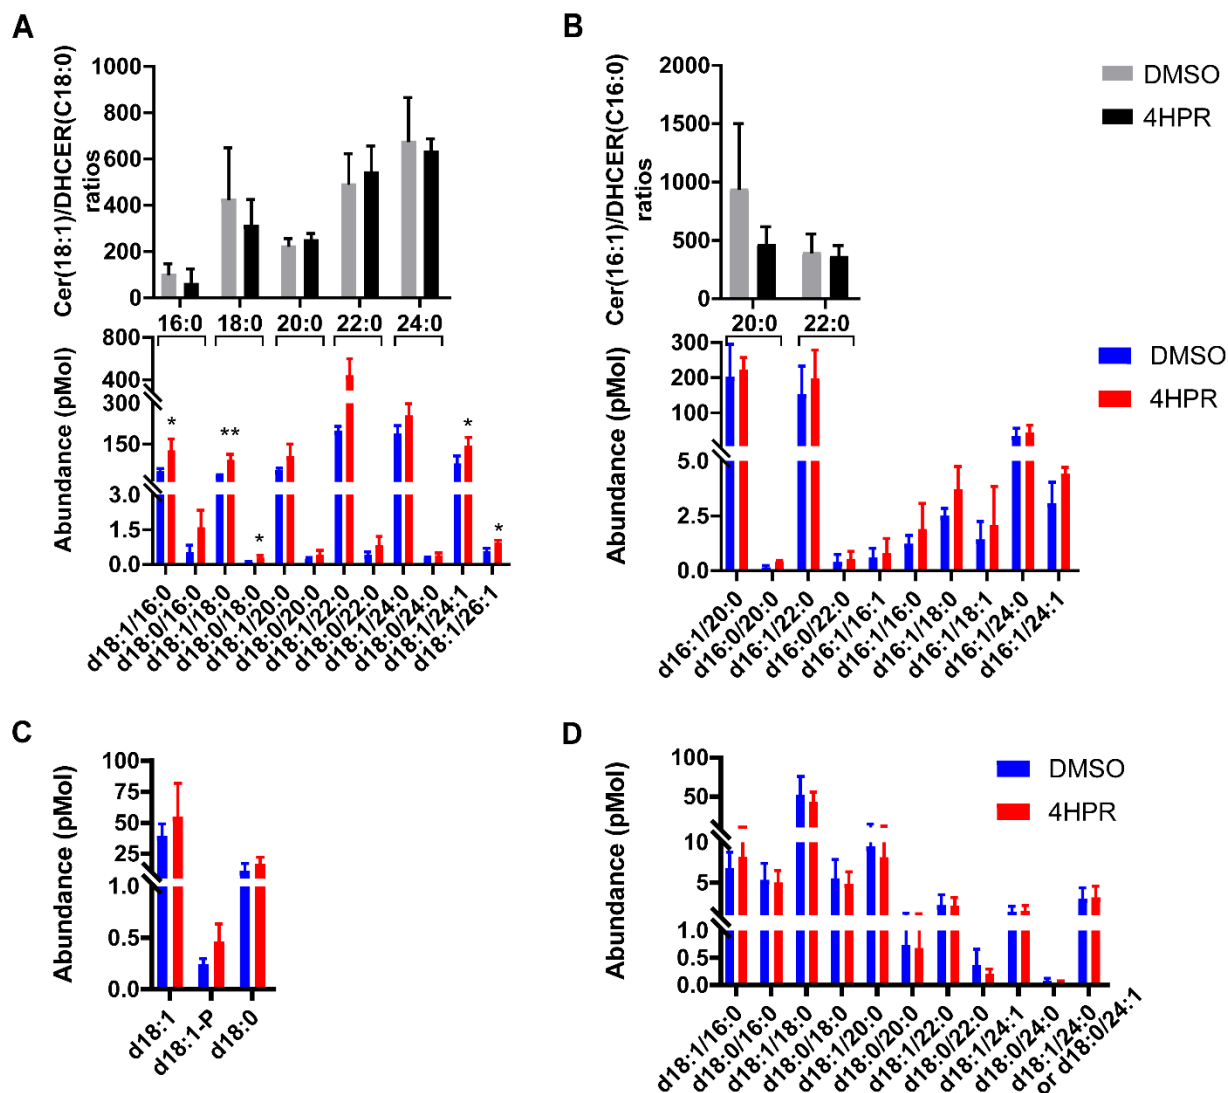 A
Cer(18:1)/DHCER(C18:0)
ratios
1000
800
600
400
200
0
16:0
18:0
20:0
22:0
24:0
Abundance (pMol)
800
400
300
150
3.0
1.5
0.0
*
**
*
*
*
d18:1/16:0
d18:0/16:0
d18:1/18:0
d18:0/18:0
d18:1/20:0
d18:0/20:0
d18:1/22:0
d18:0/22:0
d18:1/24:0
d18:0/24:0
d18:1/24:1
d18:1/26:1
B
Cer(16:1)/DHCER(C16:0)
ratios
2000
1500
1000
500
0
20:0
22:0
DMSO
4HPR
Abundance (pMol)
300
200
100
5.0
2.5
0.0
d16:1/20:0
d16:0/20:0
d16:1/22:0
d16:0/22:0
d16:1/16:1
d16:1/16:0
d16:1/18:0
d16:1/18:1
d16:1/24:0
d16:1/24:1
DMSO
4HPR
C
Abundance (pMol)
100
75
50
25
1.0
0.5
0.0
d18:1
d18:1-P
d18:0
D
Abundance (pMol)
100
50
10
5
1.0
0.5
0.0
DMSO
4HPR
d18:1/16:0
d18:0/16:0
d18:1/18:0
d18:0/18:0
d18:1/20:0
d18:0/20:0
d18:1/22:0
d18:0/22:0
d18:1/24:1
d18:0/24:0
d18:1/24:0
or d18:0/24:1